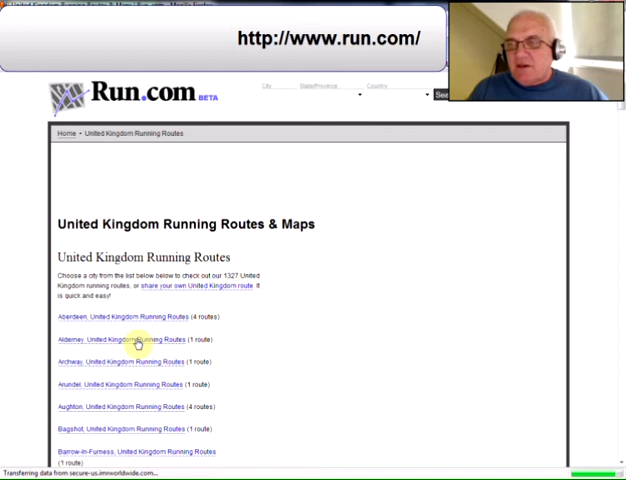 http://www.run.com/
Run.com BETA
City State/Province Country
Sea
Home • United Kingdom Running Routes
United Kingdom Running Routes & Maps
United Kingdom Running Routes
Choose a city from the list below below to check out our 1327 United
Kingdom running routes, or share your own United Kingdom route. It
is quick and easy!
Aberdeen, United Kingdom Running Routes (4 routes)
Alderney, United Kingdom Running Routes (1 route)
Archway, United Kingdom Running Routes (1 route)
Arundel, United Kingdom Running Routes (1 route)
Aughton, United Kingdom Running Routes (4 routes)
Bagshot, United Kingdom Running Routes (1 route)
Barrow-In-Furness, United Kingdom Running Routes
(1 route)
Transferring data from secure-us.imrworldwide.com...